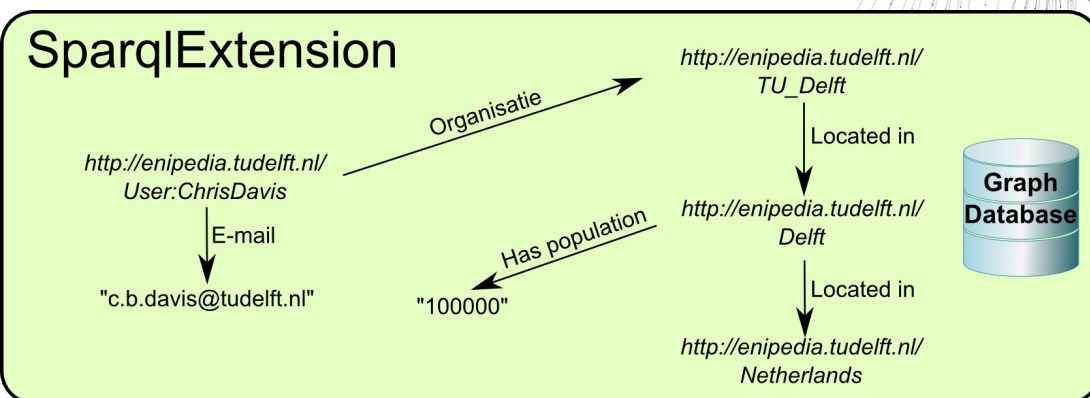 SparqlExtension
http://enipedia.tudelft.nl/
TU_Delft
Organisatie
Located in
http://enipedia.tudelft.nl/
User:ChrisDavis
Graph
Database
http://enipedia.tudelft.nl/
Delft
E-mail
Has population
"c.b.davis@tudelft.nl"
"100000"
Located in
http://enipedia.tudelft.nl/
Netherlands